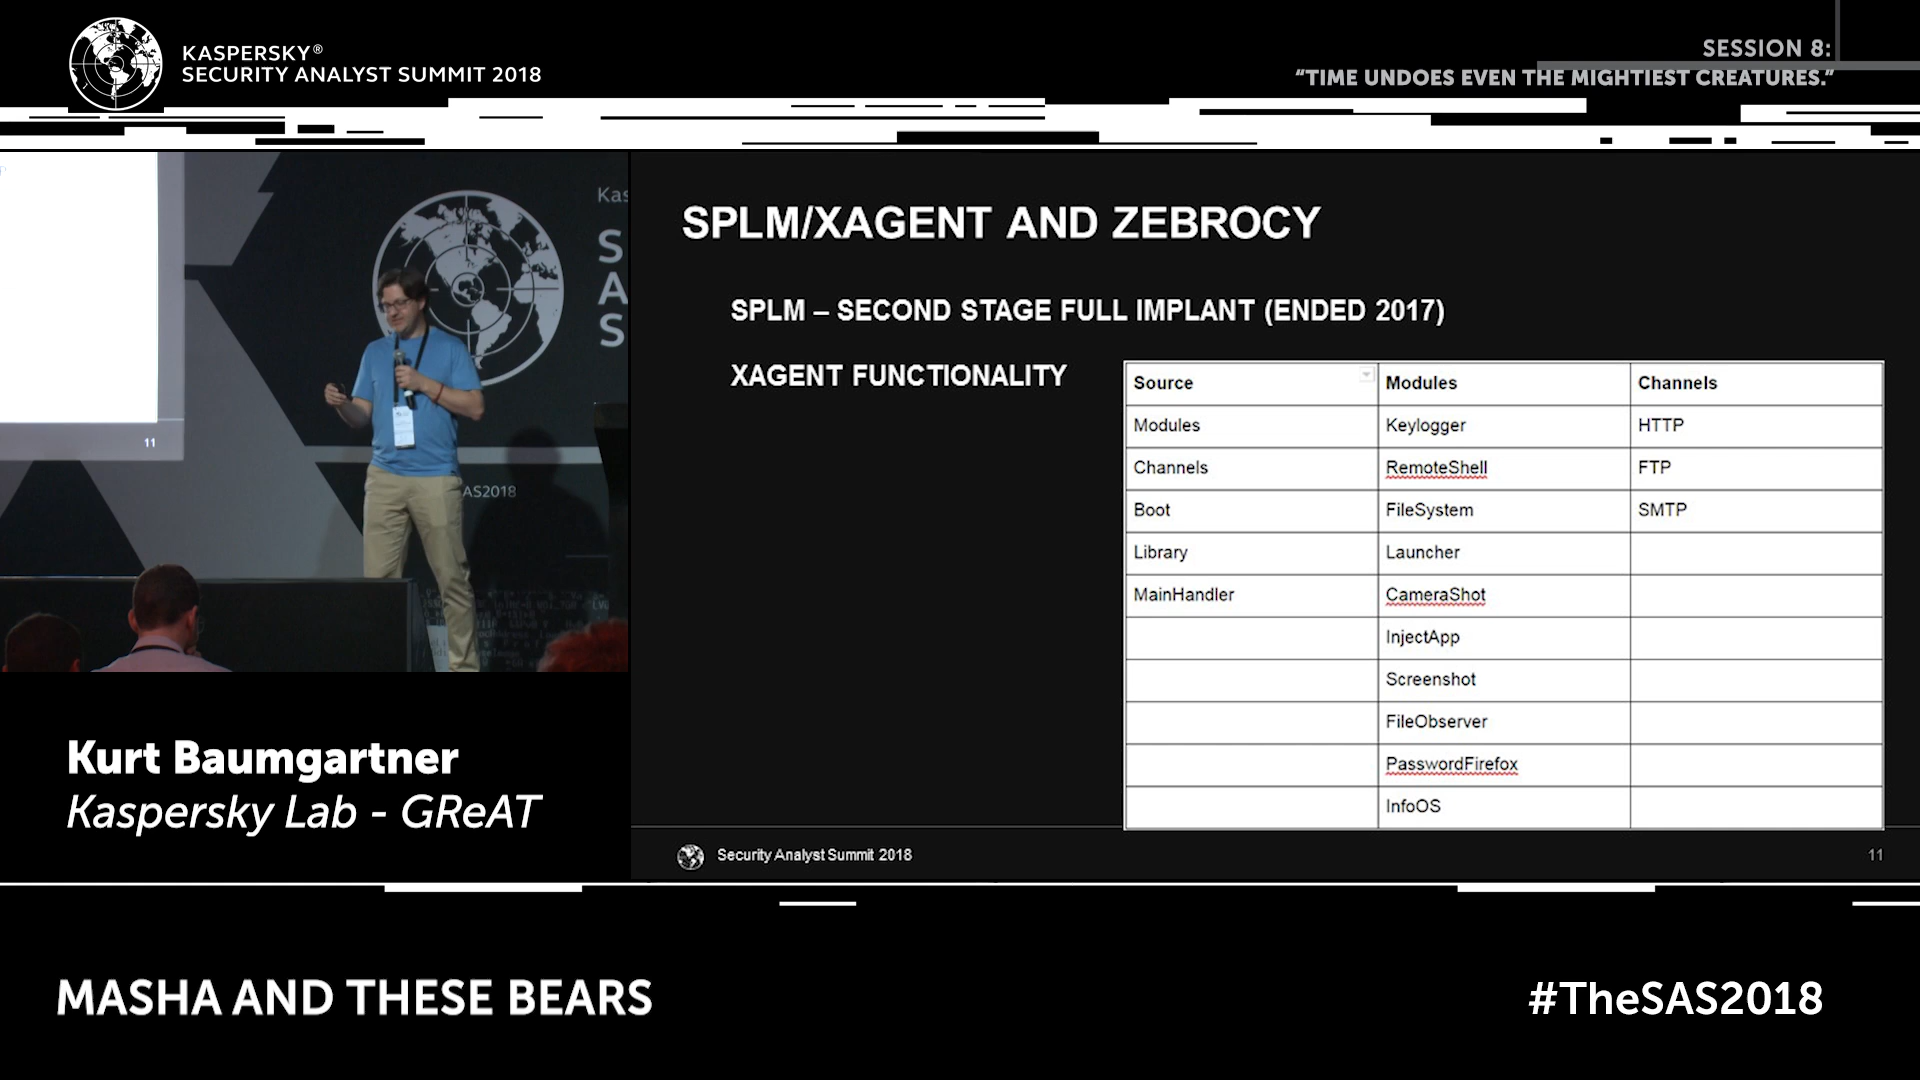 KASPERSKY®
SECURITY ANALYST SUMMIT 2018
SESSION 8:
“TIME UNDOES EVEN THE MIGHTIEST CREATURES.”
Kas
S
A
S
11
AS2018
SPLM/XAGENT AND ZEBROCY
SPLM – SECOND STAGE FULL IMPLANT (ENDED 2017)
XAGENT FUNCTIONALITY
Source Modules Channels
Modules Keylogger HTTP
Channels RemoteShell FTP
Boot FileSystem SMTP
Library Launcher
MainHandler CameraShot
InjectApp
Screenshot
FileObserver
PasswordFirefox
InfoOS
Security Analyst Summit 2018 11
Kurt Baumgartner
Kaspersky Lab - GReAT
MASHA AND THESE BEARS
#TheSAS2018